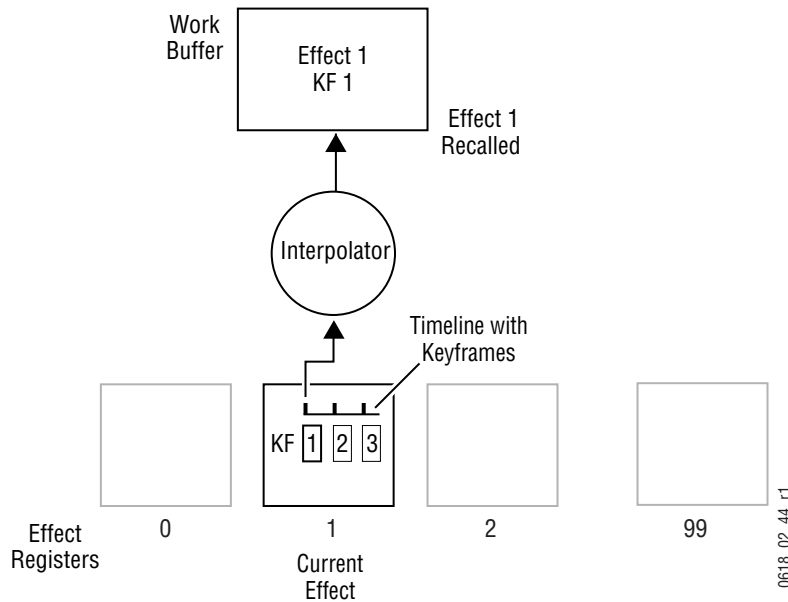 Work
Buffer
Effect 1
KF 1
Effect 1
Recalled
Interpolator
Timeline with
Keyframes
KF 1 2 3
Effect
Registers
0
1
2
99
Current
Effect
0618_02_44_r1